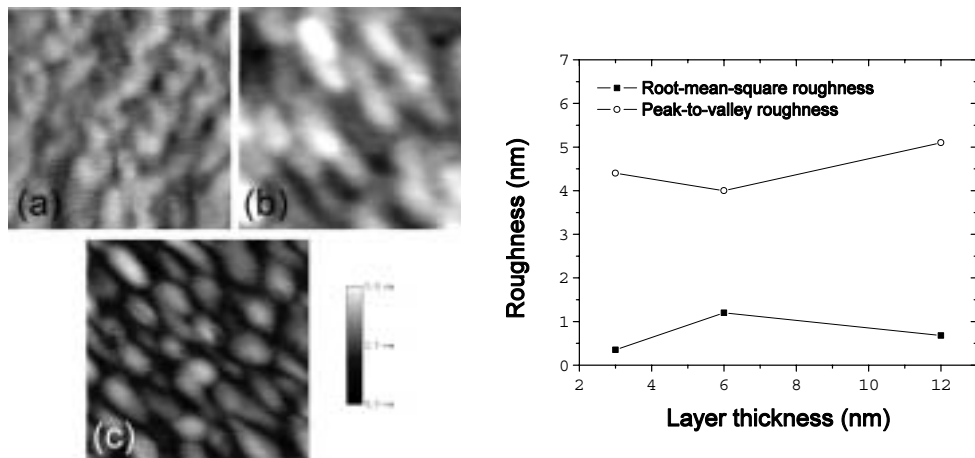 (a)
(b)
(c)
Root-mean-square roughness
Peak-to-valley roughness
Roughness (nm)
7
6
5
4
3
2
1
0
2 4 6 8 10 12
Layer thickness (nm)